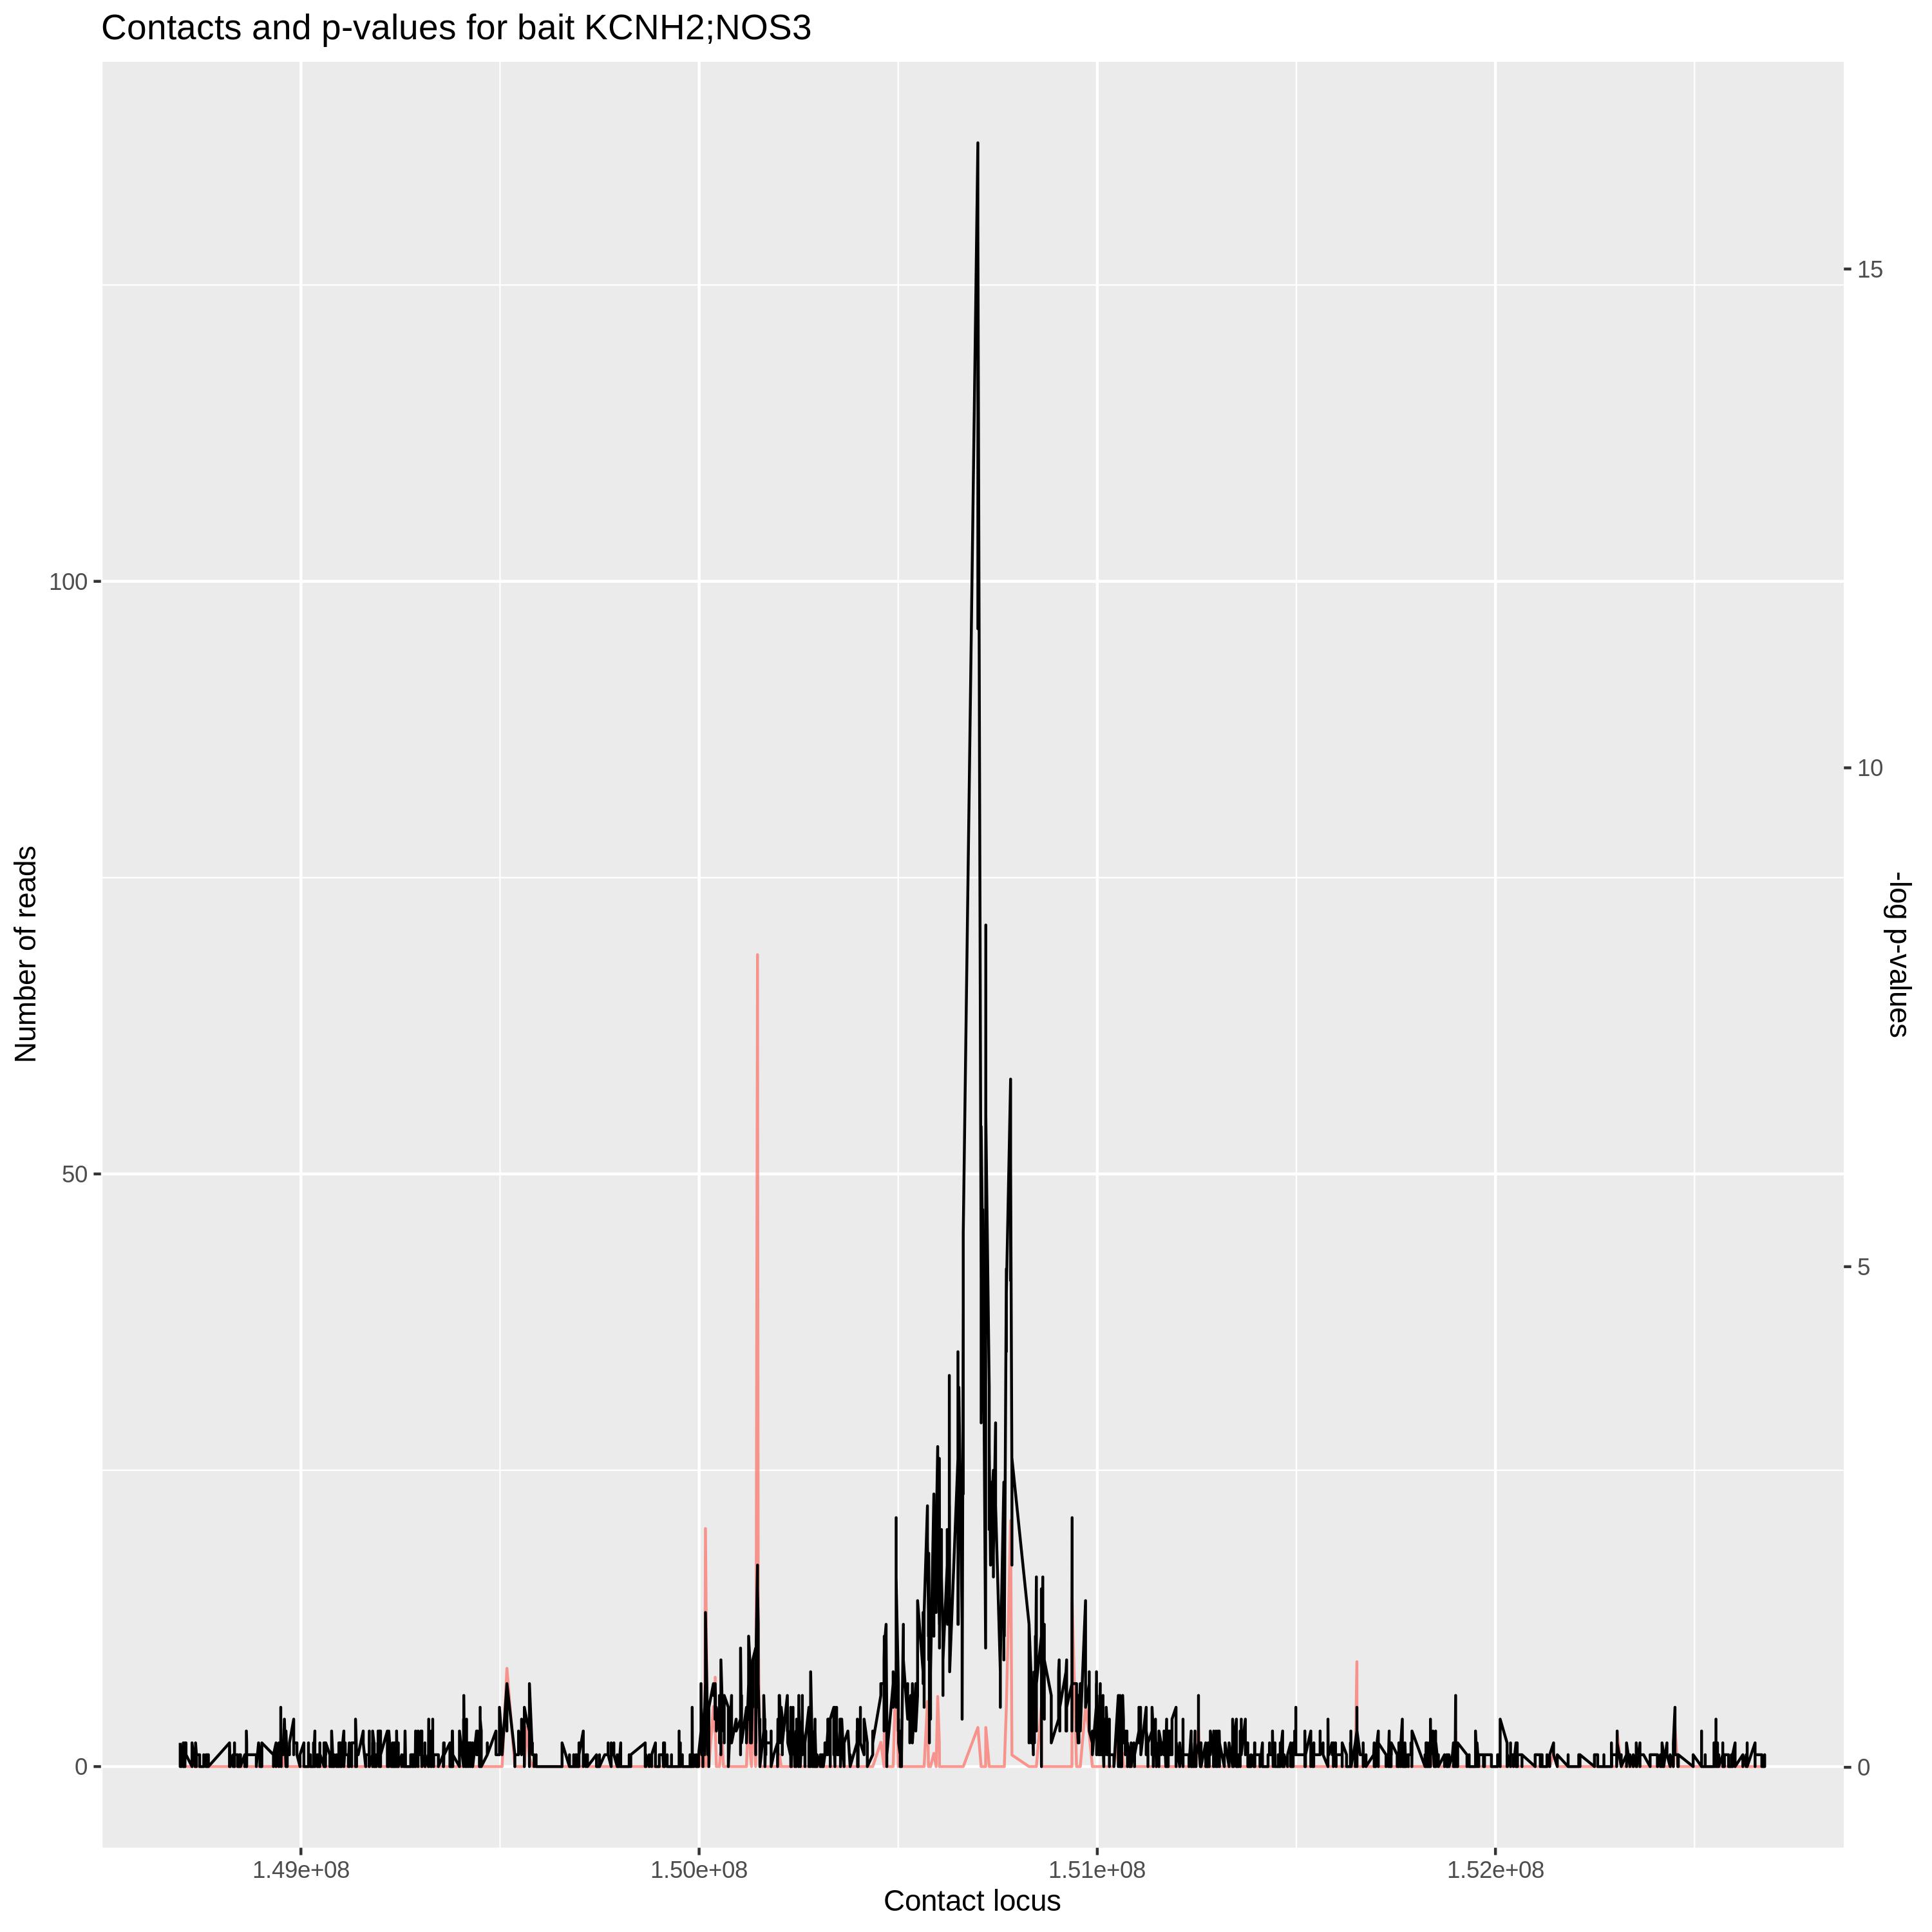 Contacts and p-values for bait KCNH2;NOS3
Number of reads
100
50
0
15
10
5
0
-log p-values
1.49e+08
1.50e+08
1.51e+08
1.52e+08
Contact locus